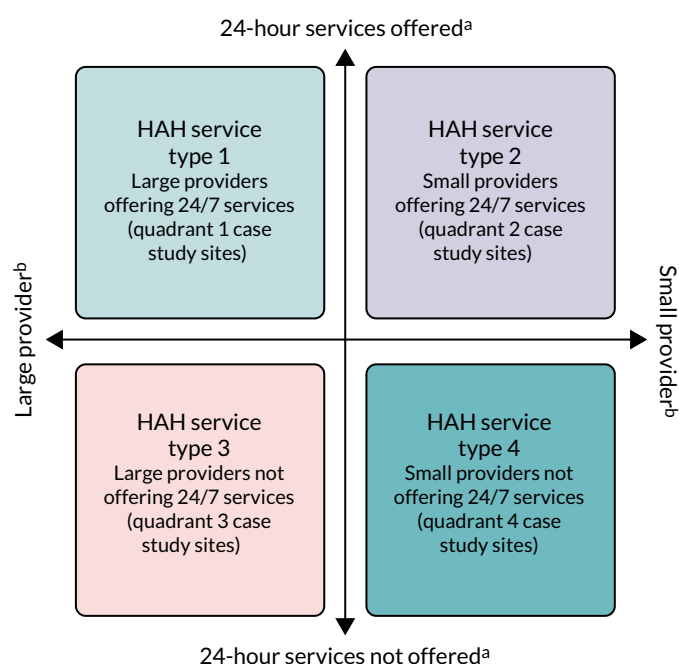 24-hour services offeredᵃ
HAH service
type 1
Large providers
offering 24/7 services
(quadrant 1 case
study sites)
HAH service
type 2
Small providers
offering 24/7 services
(quadrant 2 case
study sites)
Large providerᵇ
Small providerᵇ
HAH service
type 3
Large providers not
offering 24/7 services
(quadrant 3 case
study sites)
HAH service
type 4
Small providers not
offering 24/7 services
(quadrant 4 case
study sites)
24-hour services not offeredᵃ